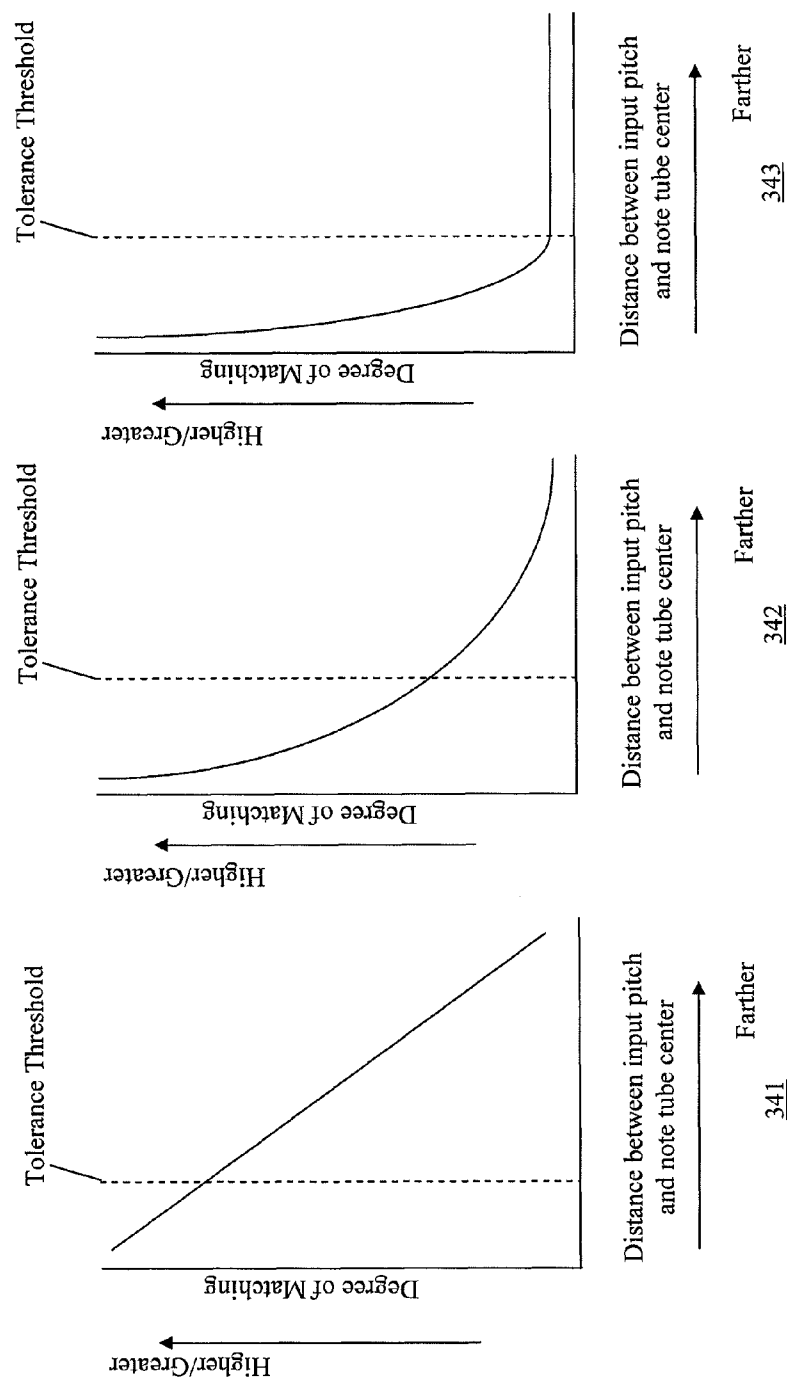 Tolerance Threshold
Degree of Matching
Higher/Greater
Distance between input pitch
and note tube center
Farther
341
Tolerance Threshold
Degree of Matching
Higher/Greater
Distance between input pitch
and note tube center
Farther
342
Tolerance Threshold
Degree of Matching
Higher/Greater
Distance between input pitch
and note tube center
Farther
343